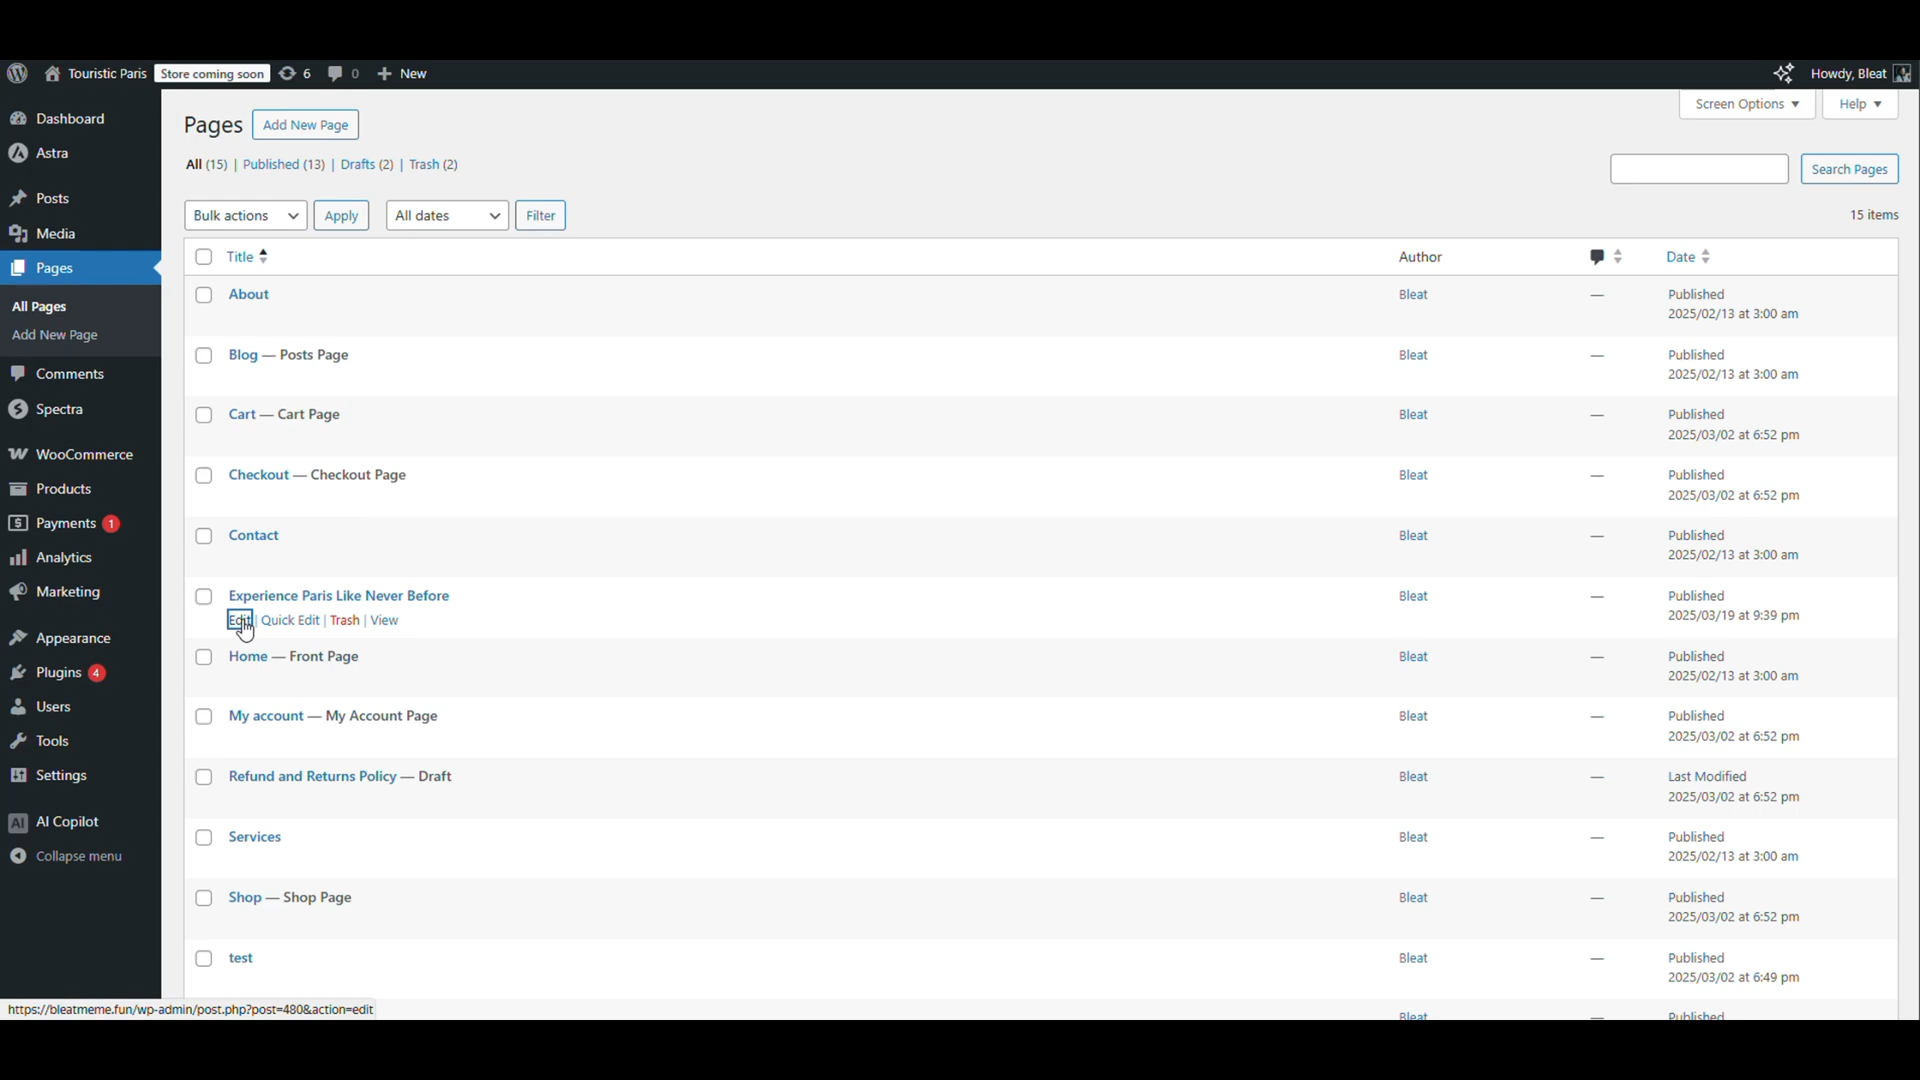 Touristic Paris Store coming soon 6 0 New Howdy, Bleat
Screen Options Help
Dashboard
Astra
Posts
Media
Pages
All Pages
Add New Page
Comments
Spectra
WooCommerce
Products
Payments 1
Analytics
Marketing
Appearance
Plugins 4
Users
Tools
Settings
AI AI Copilot
Collapse menu
Pages Add New Page
All (15) | Published (13) | Drafts (2) | Trash (2)
Search Pages
Bulk actions Apply All dates Filter 15 items
Title Author Date
About Bleat — Published
2025/02/13 at 3:00 am
Blog — Posts Page Bleat — Published
2025/02/13 at 3:00 am
Cart — Cart Page Bleat — Published
2025/03/02 at 6:52 pm
Checkout — Checkout Page Bleat — Published
2025/03/02 at 6:52 pm
Contact Bleat — Published
2025/02/13 at 3:00 am
Experience Paris Like Never Before Bleat — Published
Edit | Quick Edit | Trash | View 2025/03/19 at 9:39 pm
Home — Front Page Bleat — Published
2025/02/13 at 3:00 am
My account — My Account Page Bleat — Published
2025/03/02 at 6:52 pm
Refund and Returns Policy — Draft Bleat — Last Modified
2025/03/02 at 6:52 pm
Services Bleat — Published
2025/02/13 at 3:00 am
Shop — Shop Page Bleat — Published
2025/03/02 at 6:52 pm
test Bleat — Published
2025/03/02 at 6:49 pm
Bleat — Published
https://bleatmeme.fun/wp-admin/post.php?post=480&action=edit